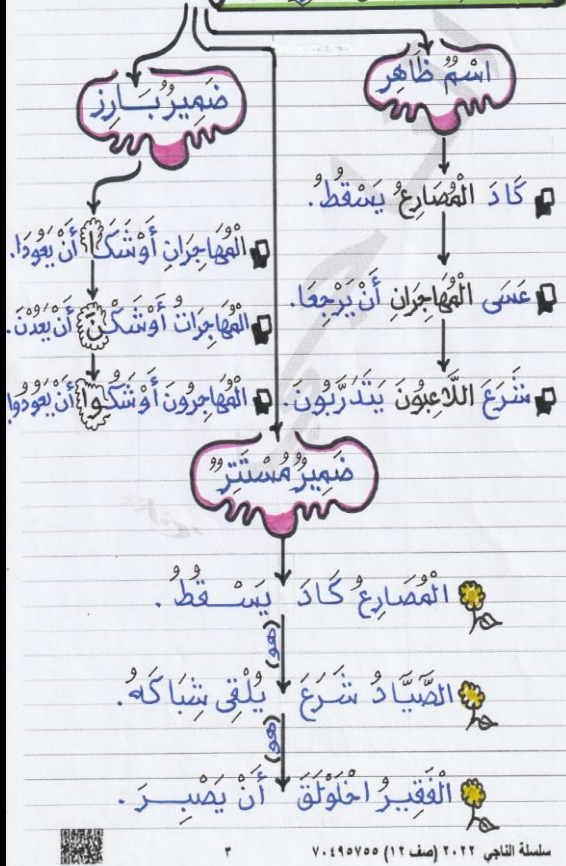 اسْمٌ ظَاهِرٌ
كَادَ الْمُصَارِعُ يَسْقُطُ.
عَسَى الْمُهَاجِرَانِ أَنْ يَرْجِعَا.
شَرَعَ اللَّاعِبُونَ يَتَدَرَّبُونَ.
ضَمِيرٌ بَارِزٌ
الْمُهَاجِرَانِ أَوْشَكَا أَنْ يَعُودَا.
الْمُهَاجِرَاتُ أَوْشَكْنَ أَنْ يَعُدْنَ.
الْمُهَاجِرُونَ أَوْشَكُوا أَنْ يَعُودُوا
ضَمِيرٌ مُسْتَتِرٌ
الْمُصَارِعُ كَادَ يَسْقُطُ.
(هو)
الصَّيَّادُ شَرَعَ يُلْقِي شِبَاكَهُ.
(هو)
الْفَقِيرُ اخْلَوْلَقَ أَنْ يَصْبِرَ.
سلسلة الناجي ٢٠٢٢ (صف ١٢) ٧٠٤٩٥٧٥٥
٣